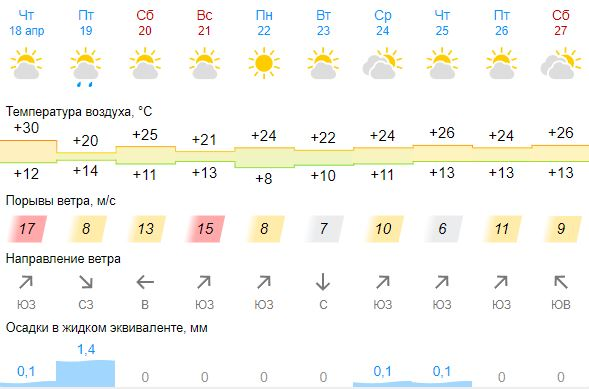 Чт Пт Сб Вс Пн Вт Ср Чт Пт Сб
18 апр 19 20 21 22 23 24 25 26 27
Температура воздуха, °C
+30 +20 +25 +21 +24 +22 +24 +26 +24 +26
+12 +14 +11 +13 +8 +10 +11 +13 +13 +13
Порывы ветра, м/с
17 8 13 15 8 7 10 6 11 9
Направление ветра
ЮЗ СЗ В ЮЗ ЮЗ С ЮЗ ЮЗ ЮЗ ЮВ
Осадки в жидком эквиваленте, мм
0,1 1,4 0 0 0 0 0,1 0,1 0 0